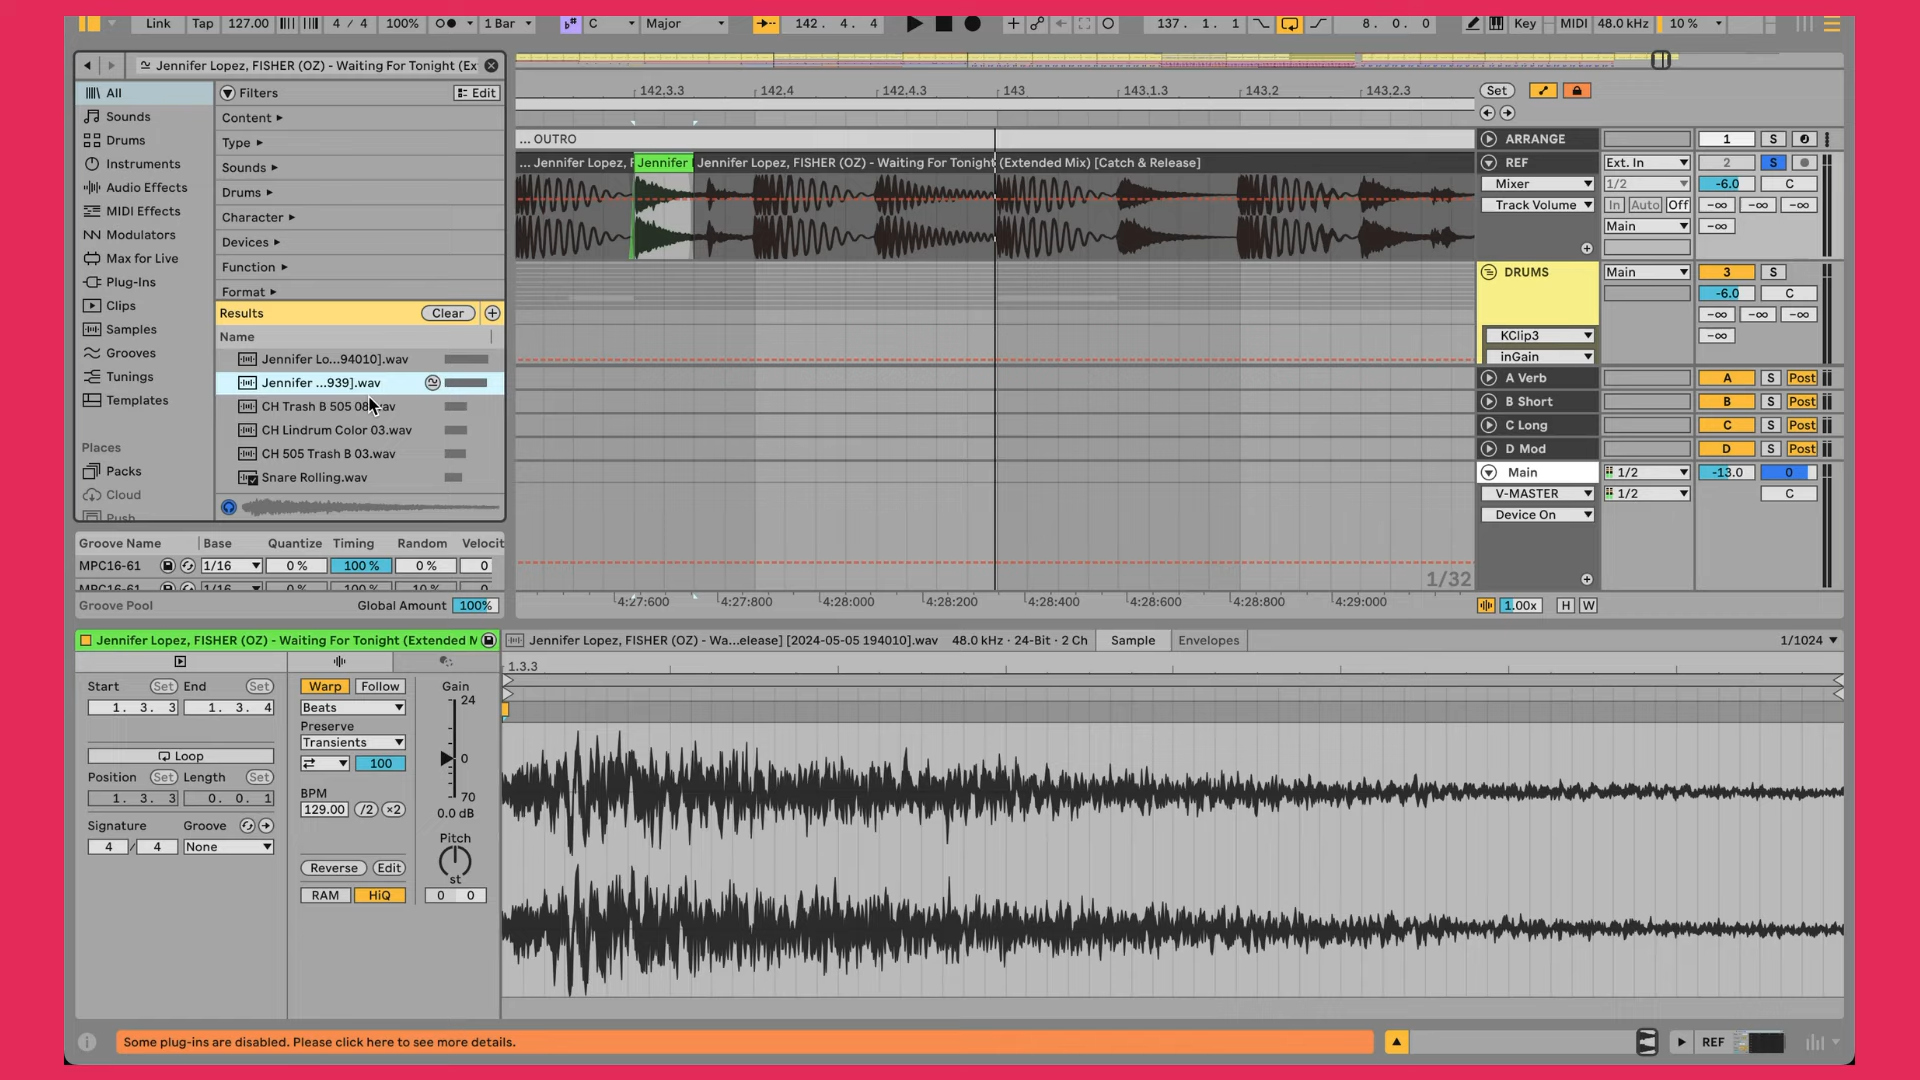 Link Tap 127.00 4 / 4 100% 1 Bar C Major 142. 4. 4 137. 1. 1 8. 0. 0 Key MIDI 48.0 kHz 10 %
Jennifer Lopez, FISHER (OZ) - Waiting For Tonight (Ex
All
Sounds
Drums
Instruments
Audio Effects
MIDI Effects
Modulators
Max for Live
Plug-Ins
Clips
Samples
Grooves
Tunings
Templates
Places
Packs
Cloud
Push
Filters Edit
Content
Type
Sounds
Drums
Character
Devices
Function
Format
Results Clear
Name
Jennifer Lo...94010].wav
Jennifer ...939].wav
CH Trash B 505 08.wav
CH Lindrum Color 03.wav
CH 505 Trash B 03.wav
Snare Rolling.wav
Groove Name Base Quantize Timing Random Velocit
MPC16-61 1/16 0 % 100 % 0 % 0
MPC16-61 1/16 0 % 100 % 10 % 0
Groove Pool Global Amount 100%
142.3.3 142.4 142.4.3 143 143.1.3 143.2 143.2.3
... OUTRO
... Jennifer Lopez, F Jennifer Jennifer Lopez, FISHER (OZ) - Waiting For Tonight (Extended Mix) [Catch & Release]
1/32
4:27:600 4:27:800 4:28:000 4:28:200 4:28:400 4:28:600 4:28:800 4:29:000
Set
ARRANGE 1 S
REF Ext. In 2 S
Mixer 1/2 -6.0 C
Track Volume In Auto Off -∞ -∞ -∞
Main -∞
DRUMS Main 3 S
-6.0 C
-∞ -∞ -∞
KClip3 -∞
inGain
A Verb A S Post
B Short B S Post
C Long C S Post
D Mod D S Post
Main 1/2 -13.0 0
V-MASTER 1/2 C
Device On
1.00x H W
Jennifer Lopez, FISHER (OZ) - Waiting For Tonight (Extended M
Start Set End Set
1. 3. 3 1. 3. 4
Loop
Position Set Length Set
1. 3. 3 0. 0. 1
Signature Groove
4 / 4 None
Warp Follow
Beats
Preserve
Transients
100
BPM
129.00 /2 ×2
Reverse Edit
RAM HiQ
Gain
24
0
70
0.0 dB
Pitch
st
0 0
Jennifer Lopez, FISHER (OZ) - Wa...elease] [2024-05-05 194010].wav 48.0 kHz · 24-Bit · 2 Ch Sample Envelopes 1/1024
1.3.3
Some plug-ins are disabled. Please click here to see more details.
REF